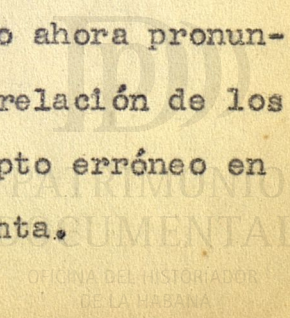 o ahora pronun-
relación de los
pto erróneo en
nta.
PATRIMONIO
DOCUMENTAL
OFICINA DEL HISTORIADOR
DE LA HABANA